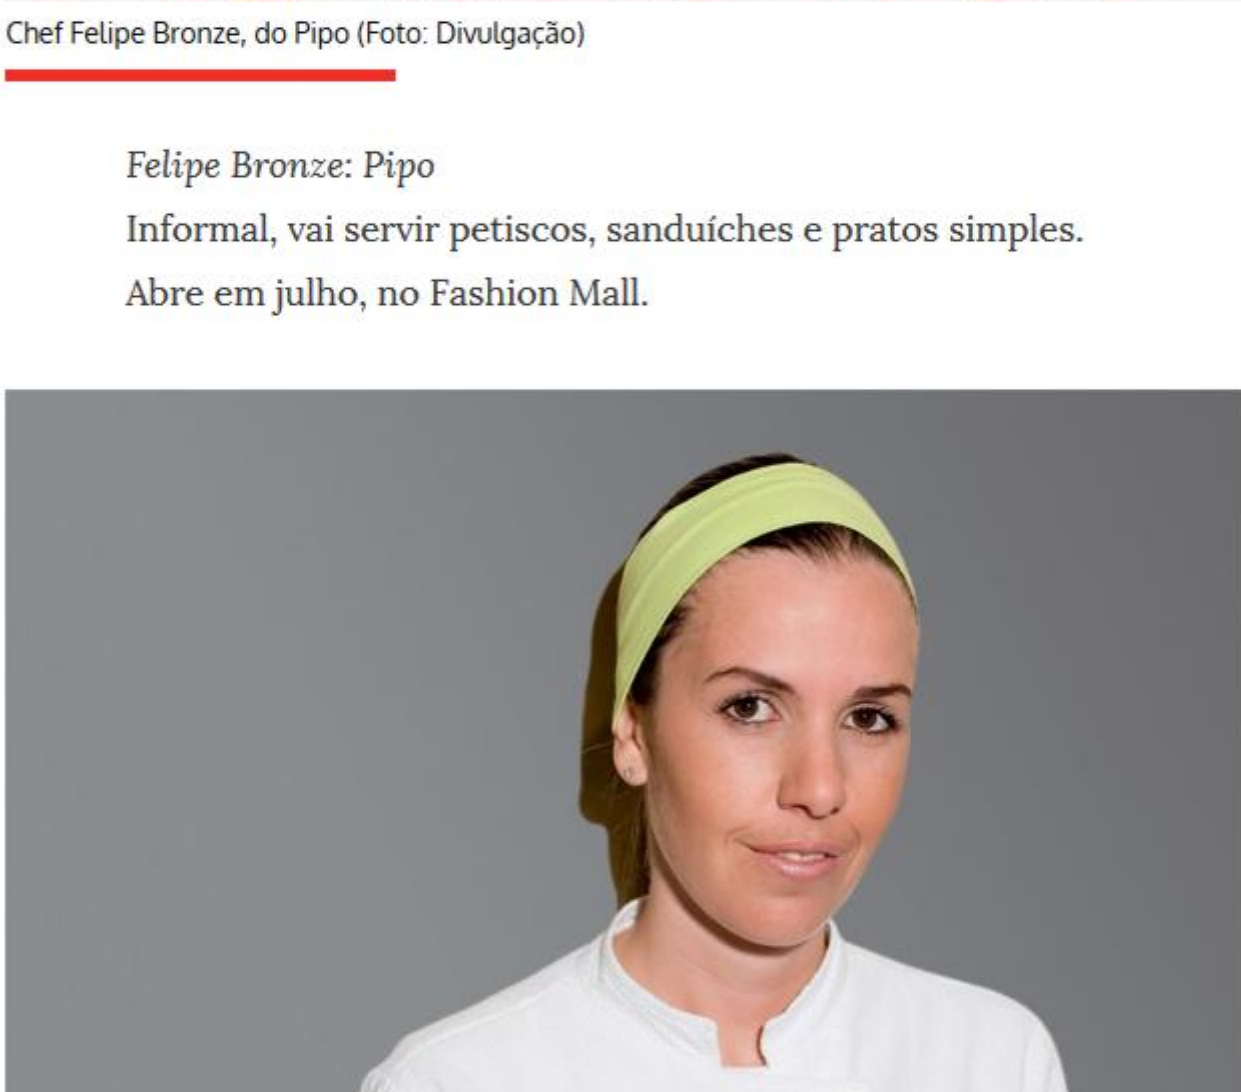 Chef Felipe Bronze, do Pipo (Foto: Divulgação)
Felipe Bronze: Pipo
Informal, vai servir petiscos, sanduíches e pratos simples.
Abre em julho, no Fashion Mall.